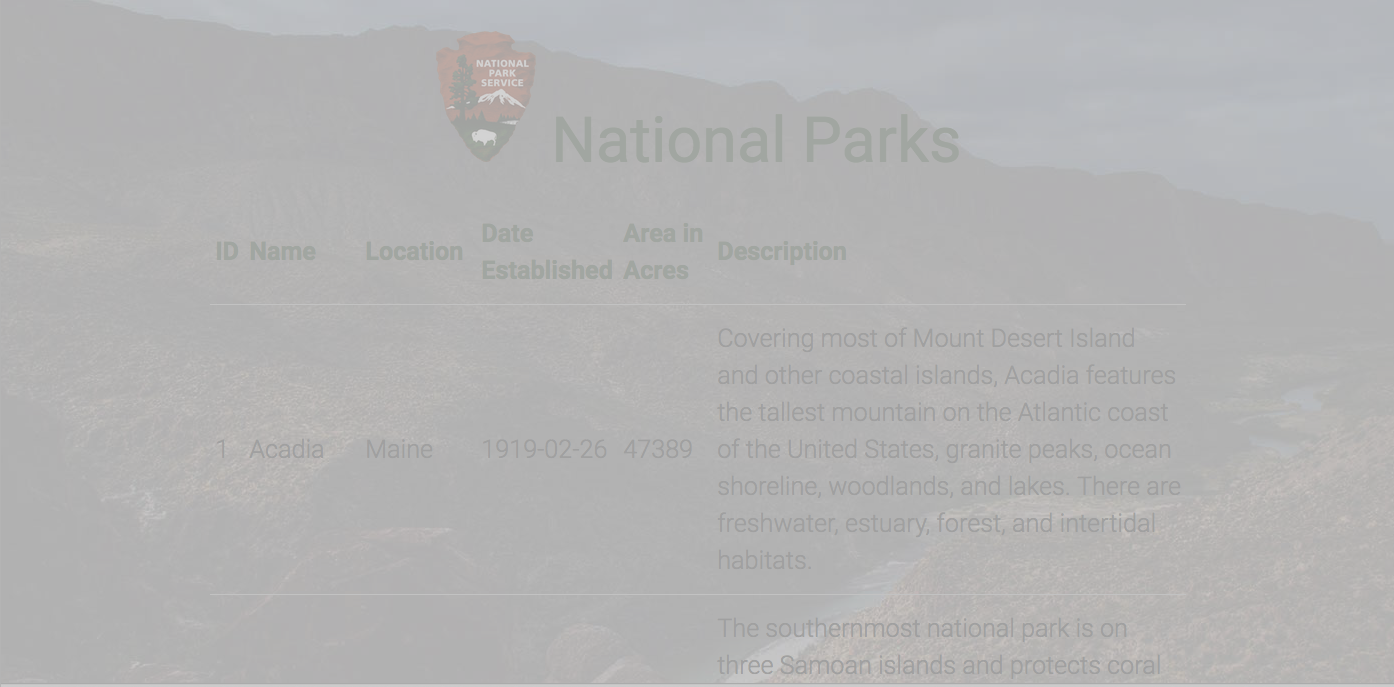 NATIONAL
PARK
SERVICE
National Parks
ID Name Location Date Established Area in Acres Description
1 Acadia Maine 1919-02-26 47389
Covering most of Mount Desert Island
and other coastal islands, Acadia features
the tallest mountain on the Atlantic coast
of the United States, granite peaks, ocean
shoreline, woodlands, and lakes. There are
freshwater, estuary, forest, and intertidal
habitats.
The southernmost national park is on
three Samoan islands and protects coral